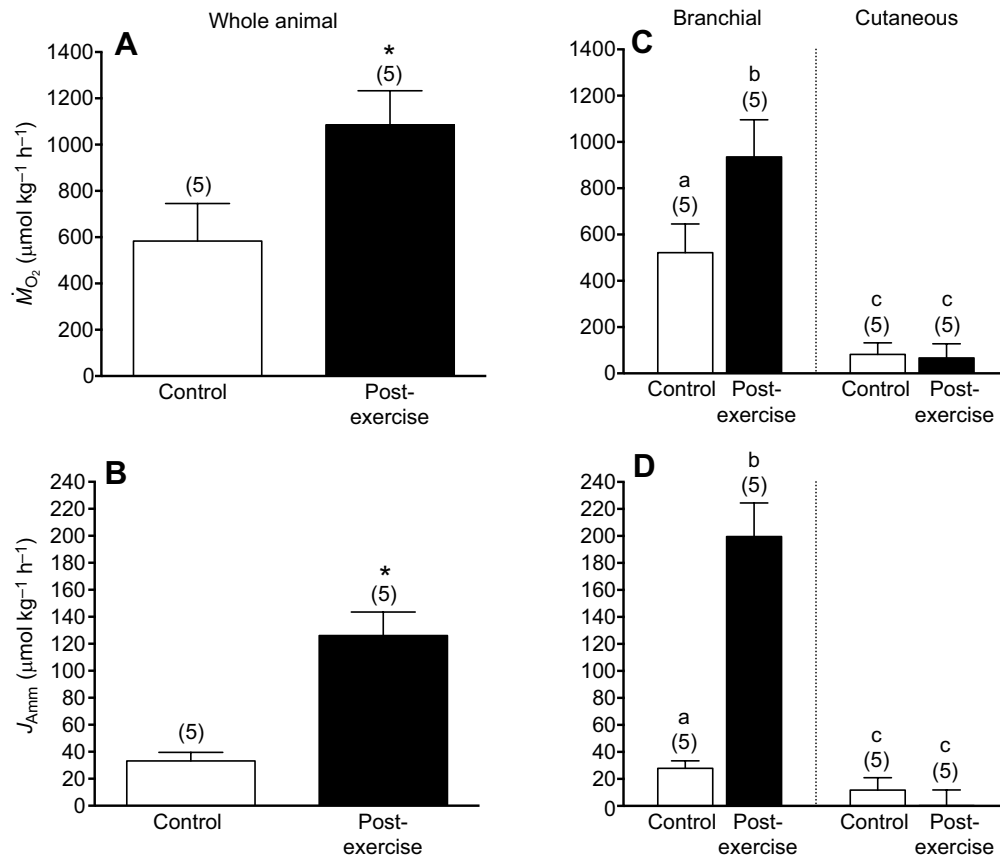 Whole animal
A
1400
1200
1000
800
600
400
200
0
ṀO₂ (µmol kg⁻¹ h⁻¹)
(5)
*
(5)
Control
Post-
exercise
Branchial
Cutaneous
C
1400
1200
1000
800
600
400
200
0
a
(5)
b
(5)
c
(5)
c
(5)
Control
Post-
exercise
Control
Post-
exercise
B
240
220
200
180
160
140
120
100
80
60
40
20
0
JAmm (µmol kg⁻¹ h⁻¹)
(5)
*
(5)
Control
Post-
exercise
D
240
220
200
180
160
140
120
100
80
60
40
20
0
a
(5)
b
(5)
c
(5)
c
(5)
Control
Post-
exercise
Control
Post-
exercise